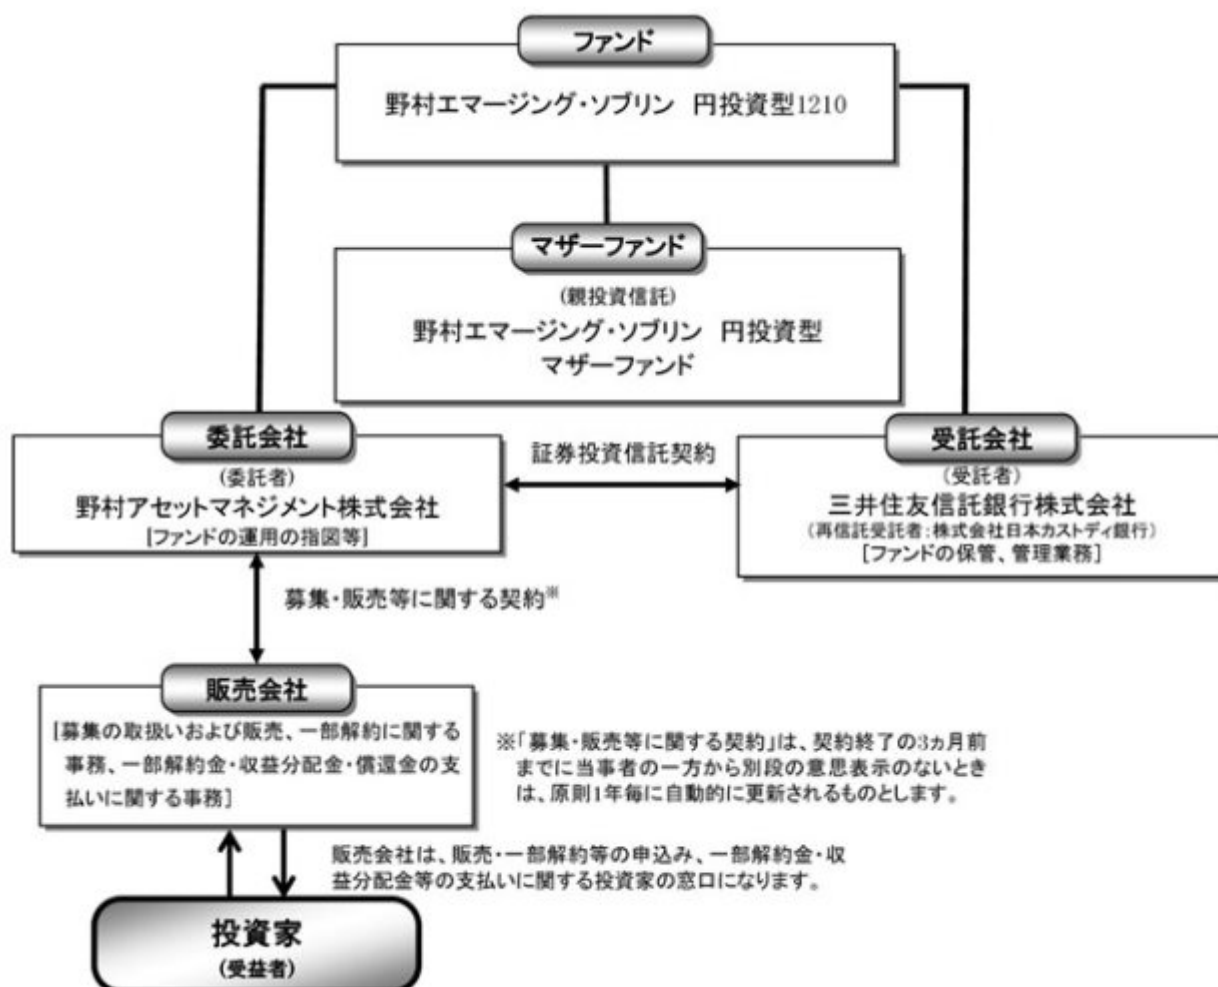 ファンド
野村エマージング・ソブリン 円投資型1210
マザーファンド
(親投資信託)
野村エマージング・ソブリン 円投資型
マザーファンド
委託会社
(委託者)
野村アセットマネジメント株式会社
[ファンドの運用の指図等]
証券投資信託契約
受託会社
(受託者)
三井住友信託銀行株式会社
(再信託受託者:株式会社日本カストディ銀行)
[ファンドの保管、管理業務]
募集・販売等に関する契約※
販売会社
[募集の取扱いおよび販売、一部解約に関する
事務、一部解約金・収益分配金・償還金の支
払いに関する事務]
※「募集・販売等に関する契約」は、契約終了の3ヵ月前
までに当事者の一方から別段の意思表示のないとき
は、原則1年毎に自動的に更新されるものとします。
販売会社は、販売・一部解約等の申込み、一部解約金・収
益分配金等の支払いに関する投資家の窓口になります。
投資家
(受益者)